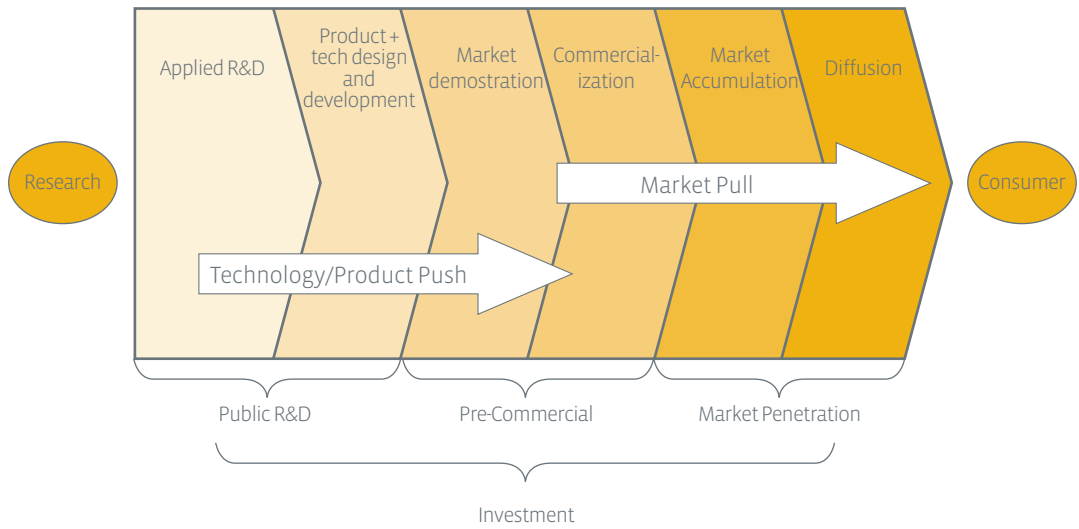 Applied R&D
Product +
tech design
and
development
Market
demostration
Commercial-
ization
Market
Accumulation
Diffusion
Research
Market Pull
Consumer
Technology/Product Push
Public R&D
Pre-Commercial
Market Penetration
Investment